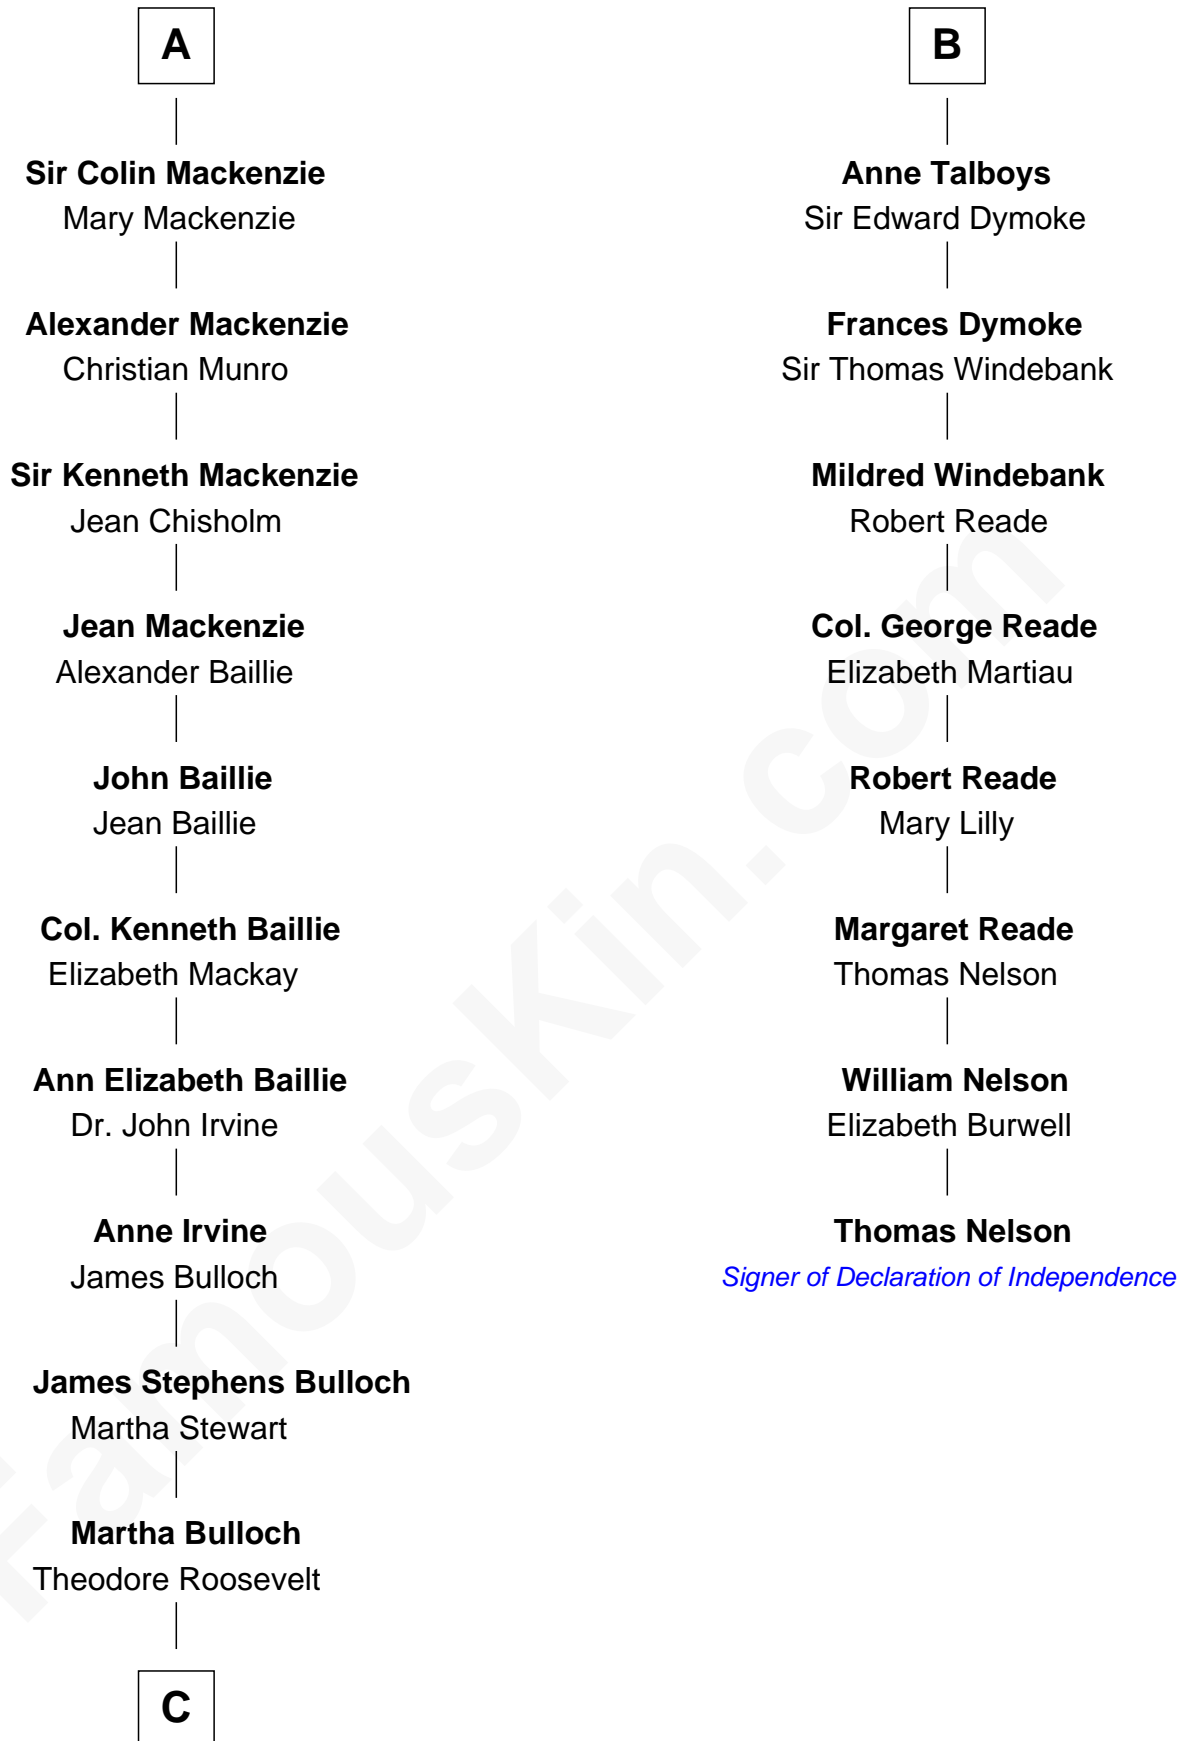 A
Sir Colin Mackenzie
Mary Mackenzie
Alexander Mackenzie
Christian Munro
Sir Kenneth Mackenzie
Jean Chisholm
Jean Mackenzie
Alexander Baillie
John Baillie
Jean Baillie
Col. Kenneth Baillie
Elizabeth Mackay
Ann Elizabeth Baillie
Dr. John Irvine
Anne Irvine
James Bulloch
James Stephens Bulloch
Martha Stewart
Martha Bulloch
Theodore Roosevelt
C
B
Anne Talboys
Sir Edward Dymoke
Frances Dymoke
Sir Thomas Windebank
Mildred Windebank
Robert Reade
Col. George Reade
Elizabeth Martiau
Robert Reade
Mary Lilly
Margaret Reade
Thomas Nelson
William Nelson
Elizabeth Burwell
Thomas Nelson
Signer of Declaration of Independence
FamousKin.com